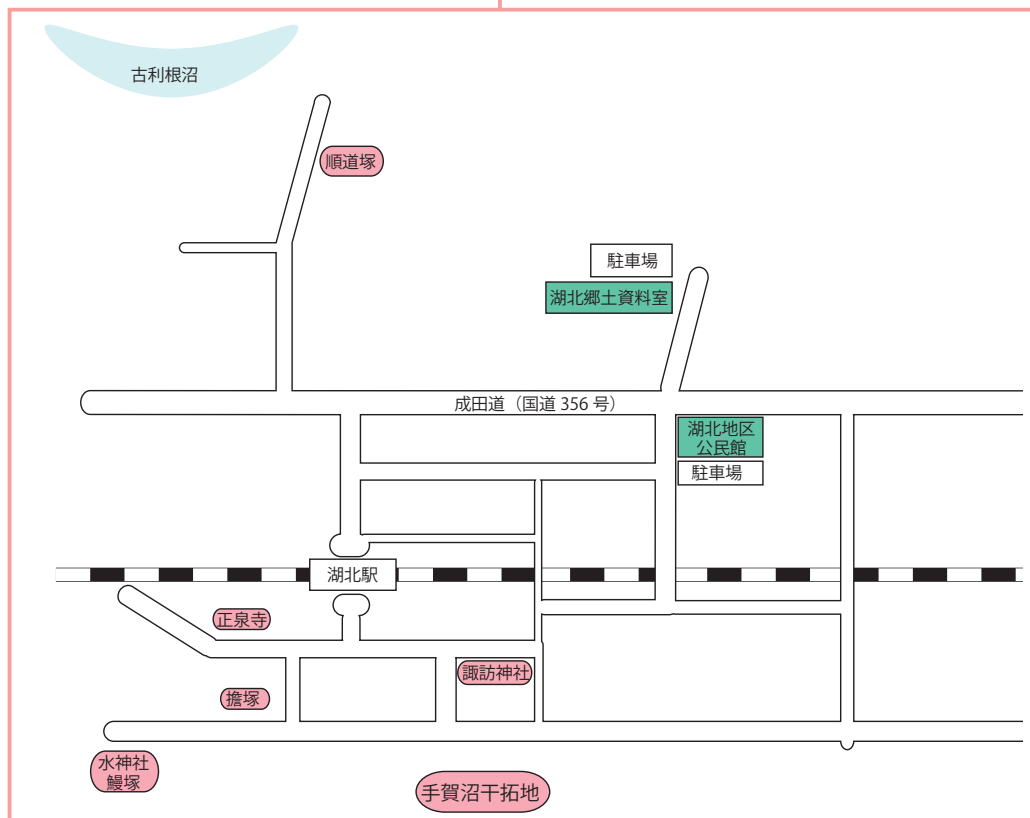 古利根沼
順道塚
駐車場
湖北郷土資料室
成田道（国道 356 号）
湖北地区
公民館
駐車場
湖北駅
正泉寺
諏訪神社
擔塚
水神社
鰻塚
手賀沼干拓地